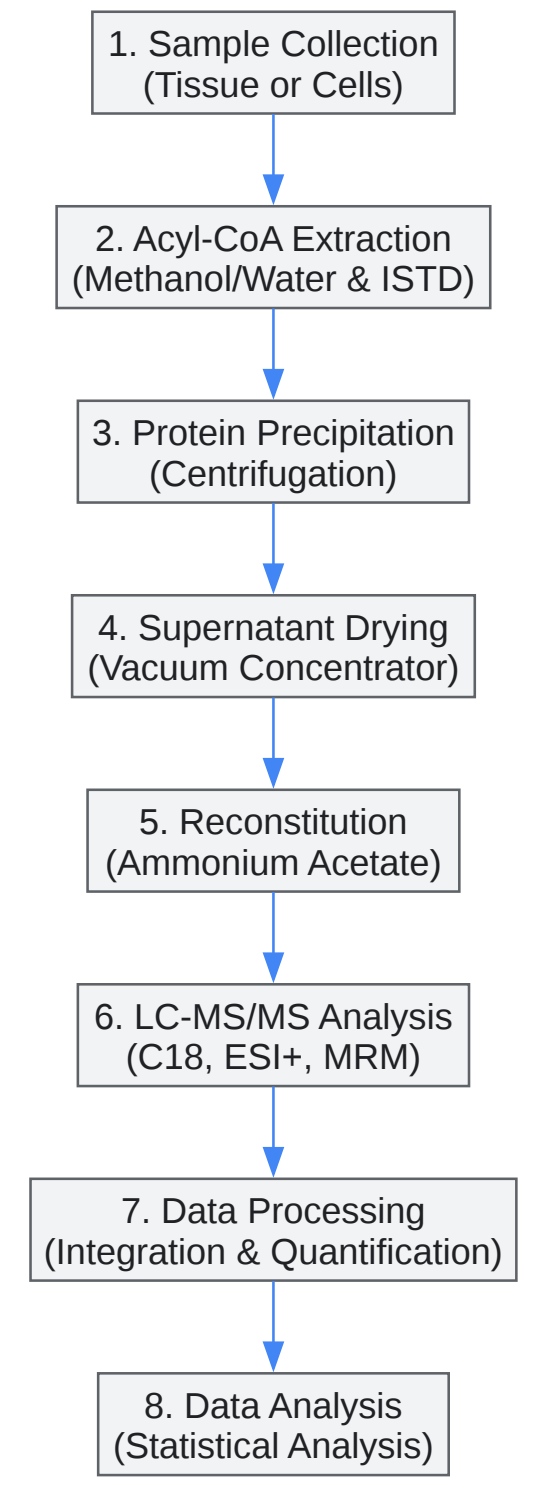 1. Sample Collection
(Tissue or Cells)
2. Acyl-CoA Extraction
(Methanol/Water & ISTD)
3. Protein Precipitation
(Centrifugation)
4. Supernatant Drying
(Vacuum Concentrator)
5. Reconstitution
(Ammonium Acetate)
6. LC-MS/MS Analysis
(C18, ESI+, MRM)
7. Data Processing
(Integration & Quantification)
8. Data Analysis
(Statistical Analysis)